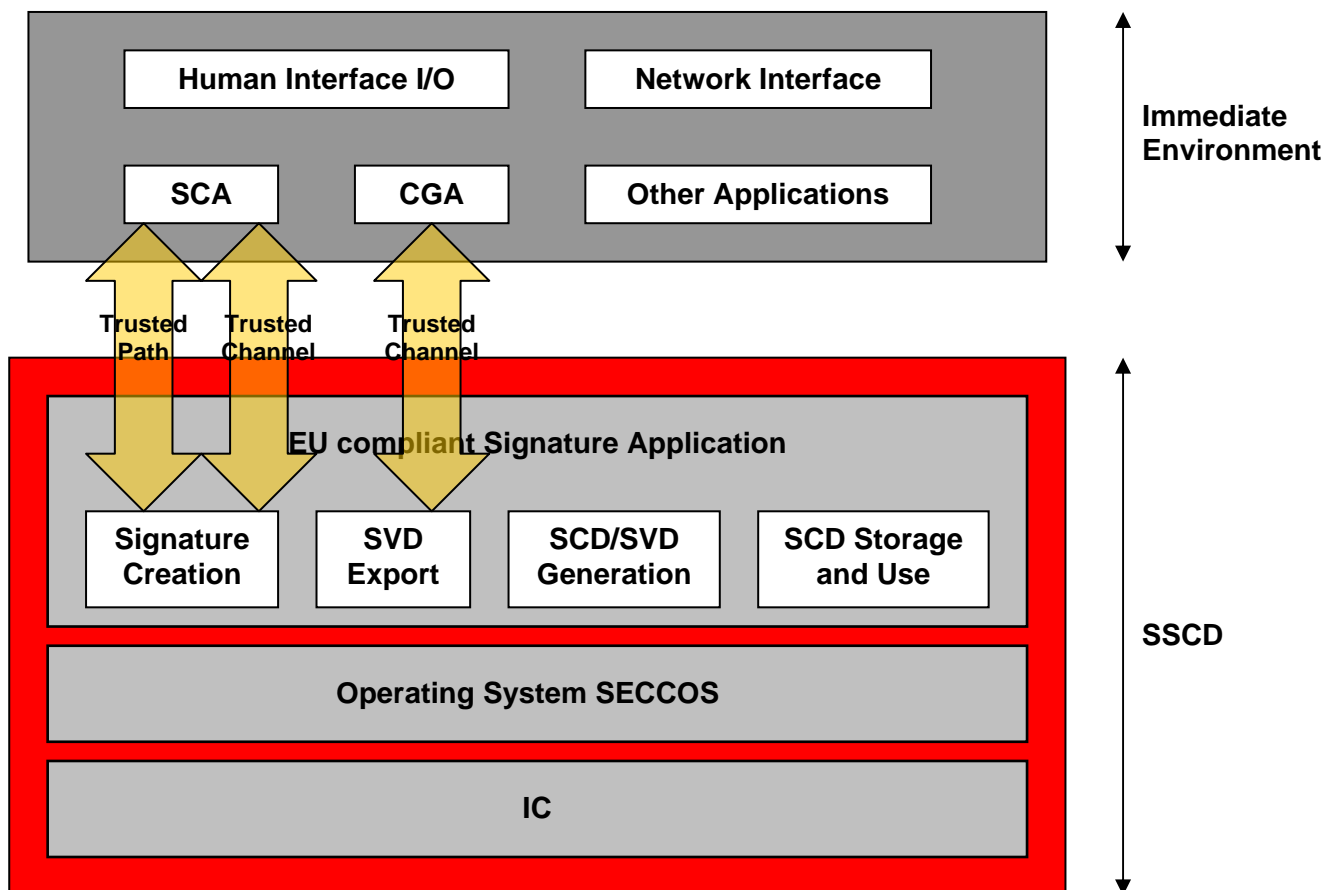 Human Interface I/O
Network Interface
Immediate
Environment
SCA
CGA
Other Applications
Trusted
Path
Trusted
Channel
Trusted
Channel
EU compliant Signature Application
Signature
Creation
SVD
Export
SCD/SVD
Generation
SCD Storage
and Use
SSCD
Operating System SECCOS
IC